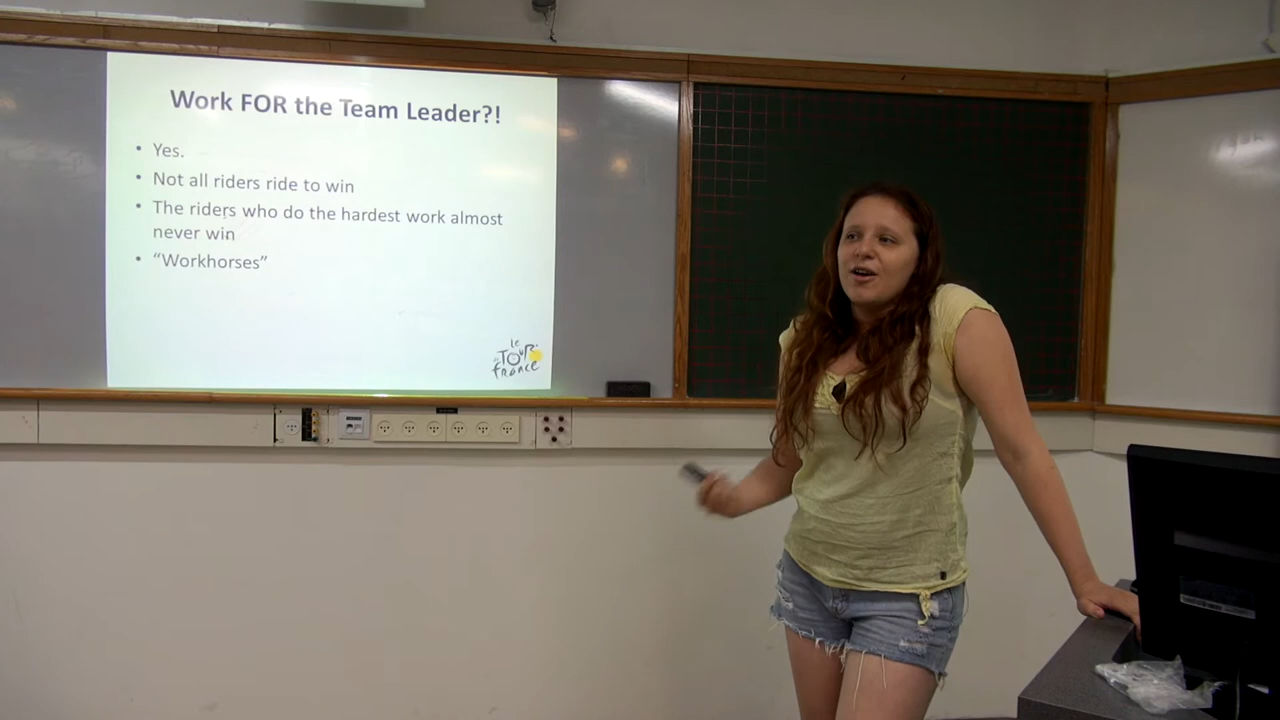 Work FOR the Team Leader?!
• Yes.
• Not all riders ride to win
• The riders who do the hardest work almost
never win
• “Workhorses”
le
TOUR
de
france